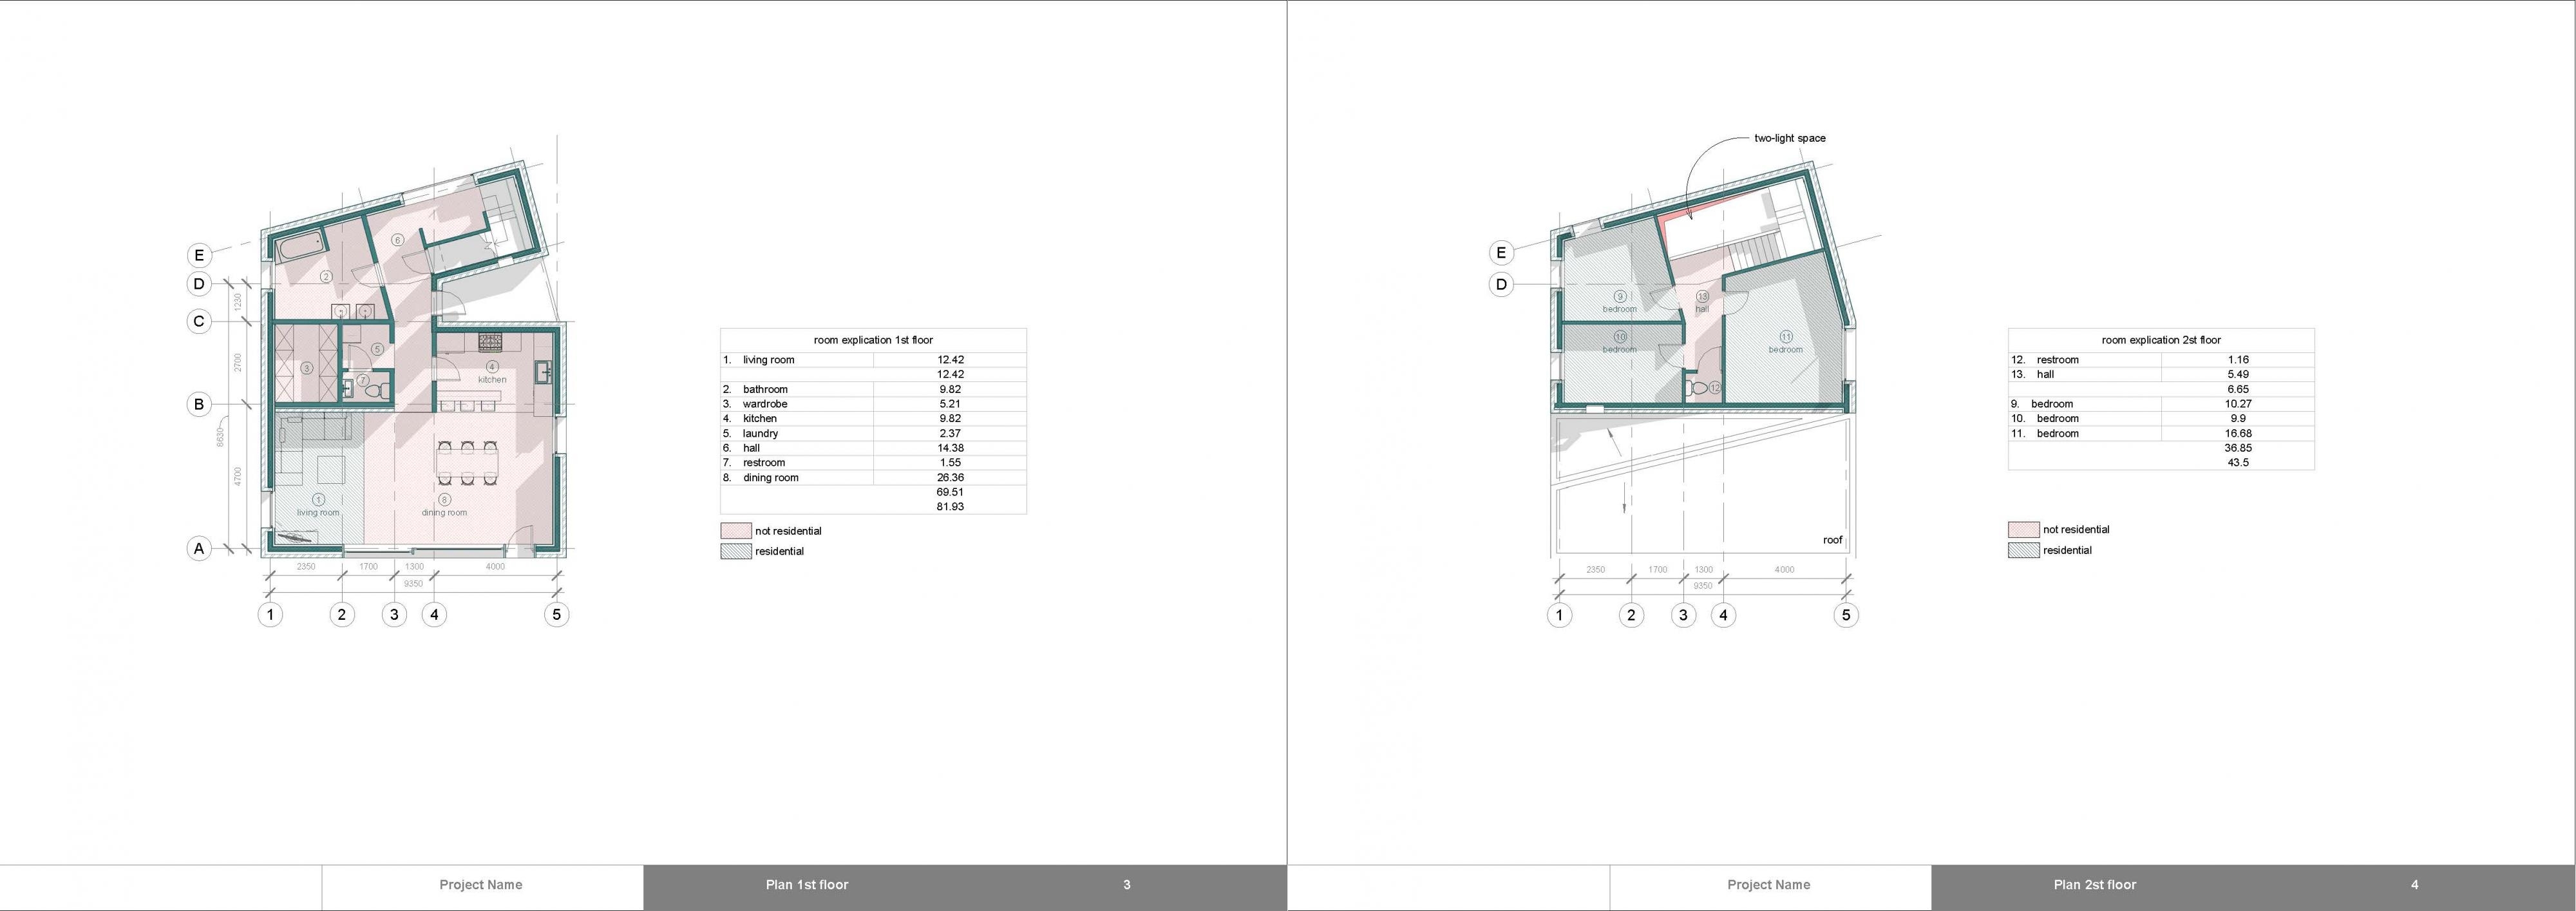 E
D
C
B
A
1230
2700
8630
4700
6
2
5
3
7
4
kitchen
1
living room
8
dining room
2350 1700 1300 4000
9350
1 2 3 4 5
room explication 1st floor
1. living room 12.42
12.42
2. bathroom 9.82
3. wardrobe 5.21
4. kitchen 9.82
5. laundry 2.37
6. hall 14.38
7. restroom 1.55
8. dining room 26.36
69.51
81.93
not residential
residential
Project Name Plan 1st floor 3
two-light space
E
D
9
bedroom
13
hall
10
bedroom
11
bedroom
12
roof
2350 1700 1300 4000
9350
1 2 3 4 5
room explication 2st floor
12. restroom 1.16
13. hall 5.49
6.65
9. bedroom 10.27
10. bedroom 9.9
11. bedroom 16.68
36.85
43.5
not residential
residential
Project Name Plan 2st floor 4